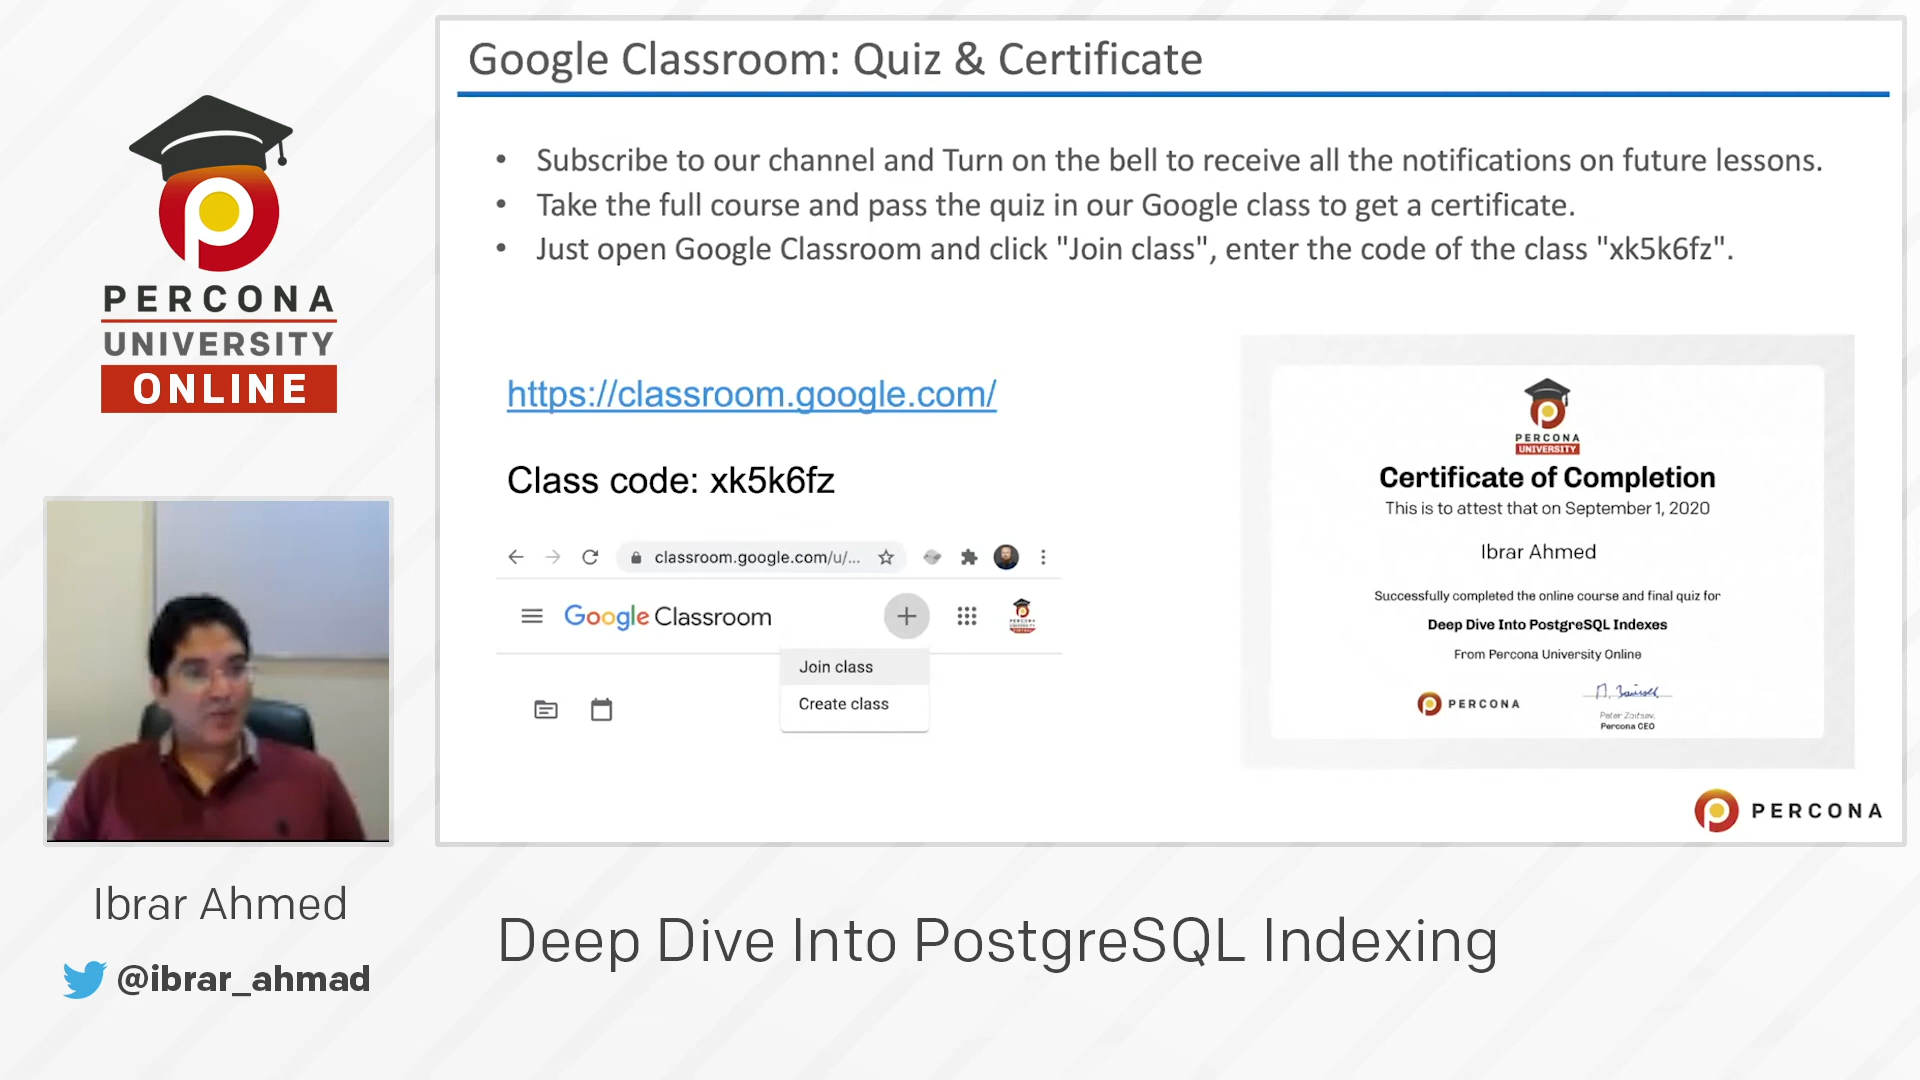 PERCONA
UNIVERSITY
ONLINE
Ibrar Ahmed
@ibrar_ahmad
Google Classroom: Quiz & Certificate
• Subscribe to our channel and Turn on the bell to receive all the notifications on future lessons.
• Take the full course and pass the quiz in our Google class to get a certificate.
• Just open Google Classroom and click "Join class", enter the code of the class "xk5k6fz".
https://classroom.google.com/
Class code: xk5k6fz
classroom.google.com/u/...
Google Classroom
Join class
Create class
PERCONA
UNIVERSITY
Certificate of Completion
This is to attest that on September 1, 2020
Ibrar Ahmed
Successfully completed the online course and final quiz for
Deep Dive Into PostgreSQL Indexes
From Percona University Online
PERCONA
Peter Zaitsev,
Percona CEO
PERCONA
Deep Dive Into PostgreSQL Indexing